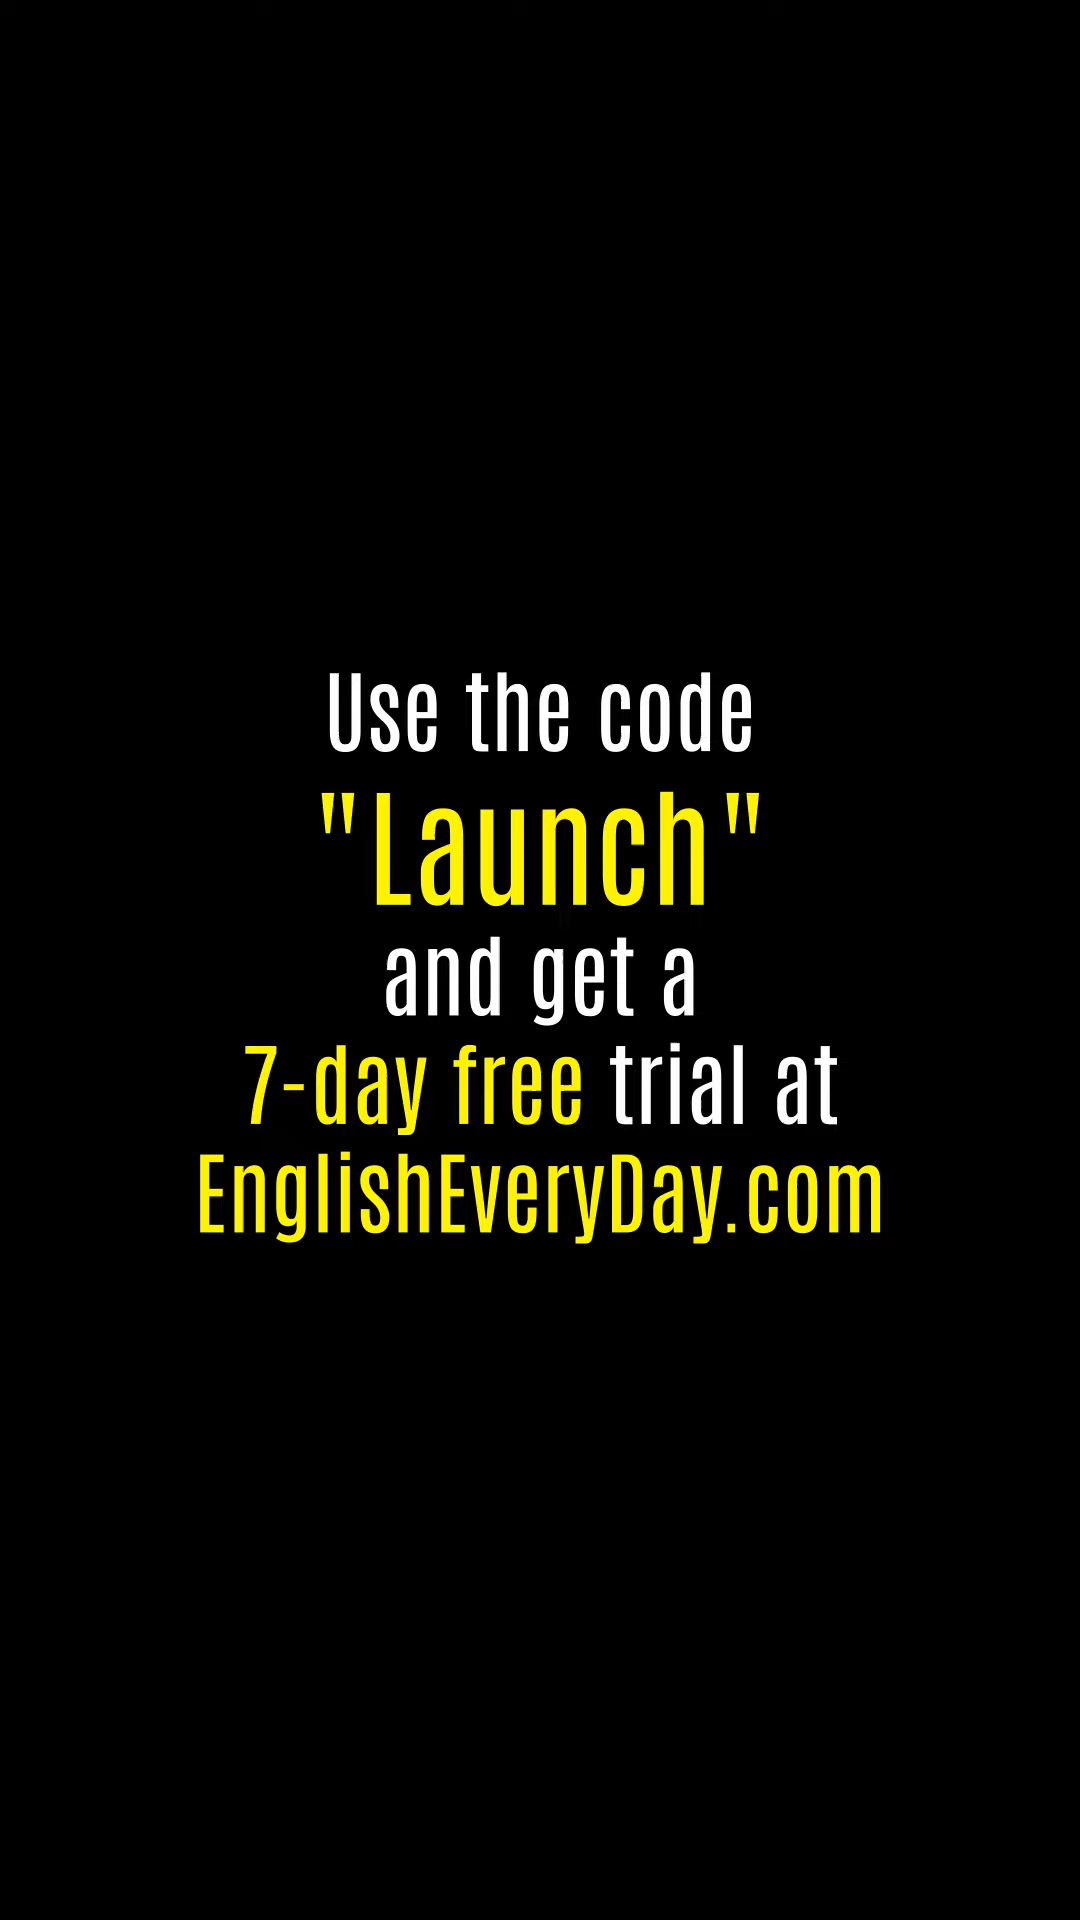 Use the code
"Launch"
and get a
7-day free trial at
EnglishEveryDay.com